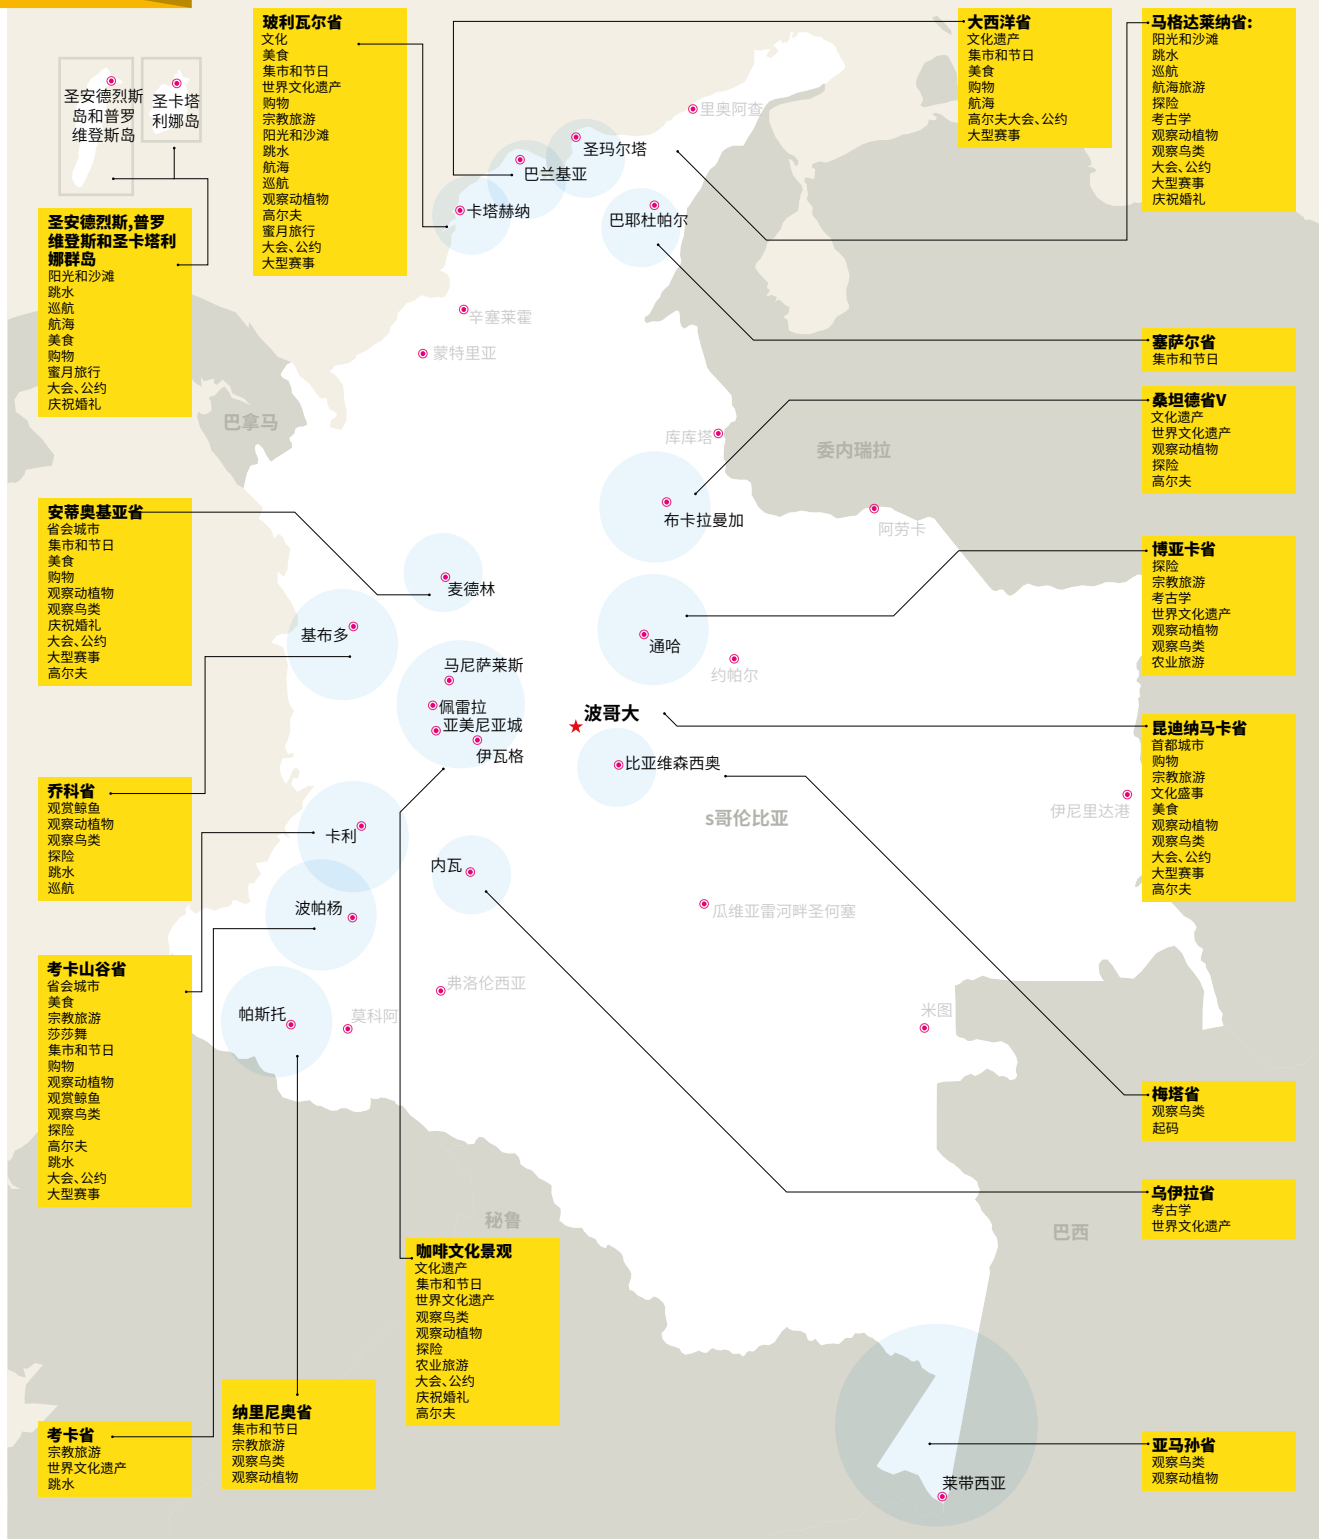 玻利瓦尔省
文化
美食
集市和节日
世界文化遗产
购物
宗教旅游
阳光和沙滩
跳水
航海
巡航
观察动植物
高尔夫
蜜月旅行
大会、公约
大型赛事
大西洋省
文化遗产
集市和节日
美食
购物
航海
高尔夫大会、公约
大型赛事
马格达莱纳省:
阳光和沙滩
跳水
巡航
航海旅游
探险
考古学
观察动植物
观察鸟类
大会、公约
大型赛事
庆祝婚礼
圣安德烈斯
岛和普罗
维登斯岛
圣卡塔
利娜岛
圣安德烈斯,普罗
维登斯和圣卡塔利
娜群岛
阳光和沙滩
跳水
巡航
航海
美食
购物
蜜月旅行
大会、公约
庆祝婚礼
里奥阿查
圣玛尔塔
巴兰基亚
卡塔赫纳
巴耶杜帕尔
辛塞莱霍
蒙特里亚
巴拿马
库库塔
委内瑞拉
布卡拉曼加
阿劳卡
塞萨尔省
集市和节日
桑坦德省V
文化遗产
世界文化遗产
观察动植物
探险
高尔夫
安蒂奥基亚省
省会城市
集市和节日
美食
购物
观察动植物
观察鸟类
庆祝婚礼
大会、公约
大型赛事
高尔夫
麦德林
基布多
通哈
约帕尔
马尼萨莱斯
佩雷拉
亚美尼亚城
伊瓦格
波哥大
比亚维森西奥
s哥伦比亚
伊尼里达港
博亚卡省
探险
宗教旅游
考古学
世界文化遗产
观察动植物
观察鸟类
农业旅游
昆迪纳马卡省
首都城市
购物
宗教旅游
文化盛事
美食
观察动植物
观察鸟类
大会、公约
大型赛事
高尔夫
乔科省
观赏鲸鱼
观察动植物
观察鸟类
探险
跳水
巡航
卡利
内瓦
波帕杨
瓜维亚雷河畔圣何塞
弗洛伦西亚
帕斯托
莫科阿
米图
考卡山谷省
省会城市
美食
宗教旅游
莎莎舞
集市和节日
购物
观察动植物
观赏鲸鱼
观察鸟类
探险
高尔夫
跳水
大会、公约
大型赛事
梅塔省
观察鸟类
起码
乌伊拉省
考古学
世界文化遗产
秘鲁
巴西
咖啡文化景观
文化遗产
集市和节日
世界文化遗产
观察鸟类
观察动植物
探险
农业旅游
大会、公约
庆祝婚礼
高尔夫
纳里尼奥省
集市和节日
宗教旅游
观察鸟类
观察动植物
考卡省
宗教旅游
世界文化遗产
跳水
亚马孙省
观察鸟类
观察动植物
莱带西亚